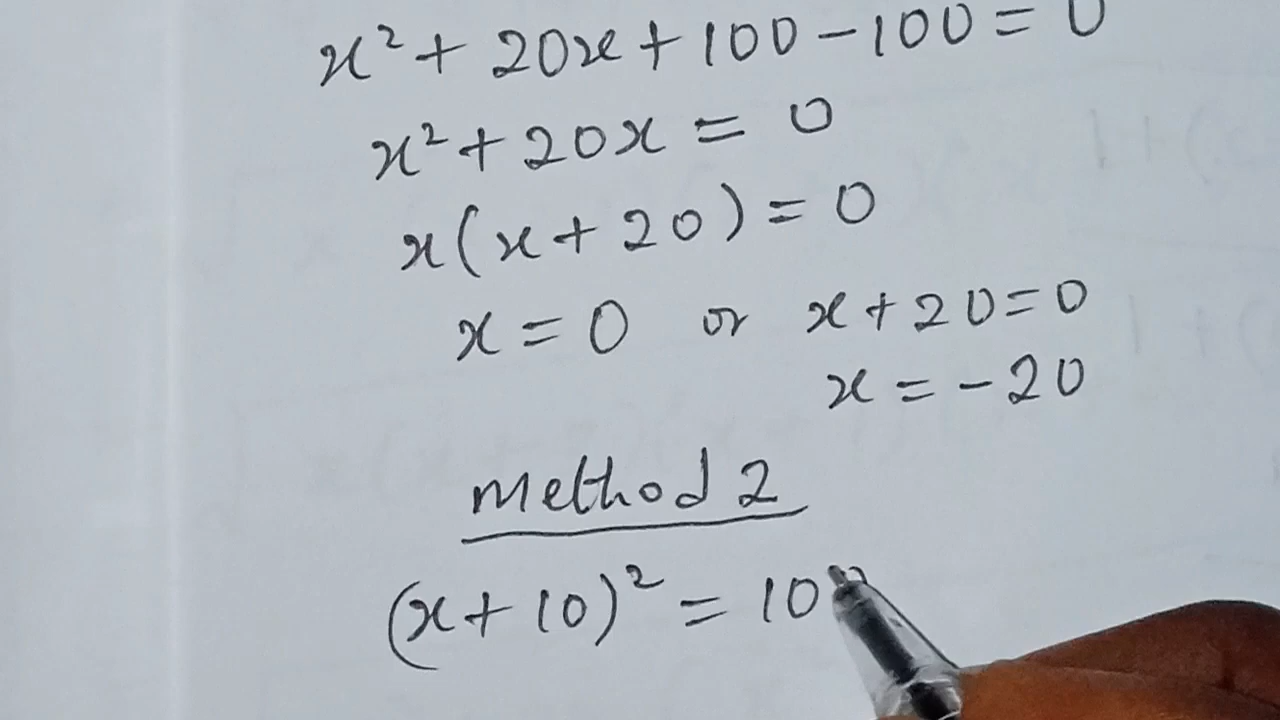 x² + 20x + 100 - 100 = 0
x² + 20x = 0
x(x + 20) = 0
x = 0 or x + 20 = 0
x = -20
Method 2
(x + 10)² = 100